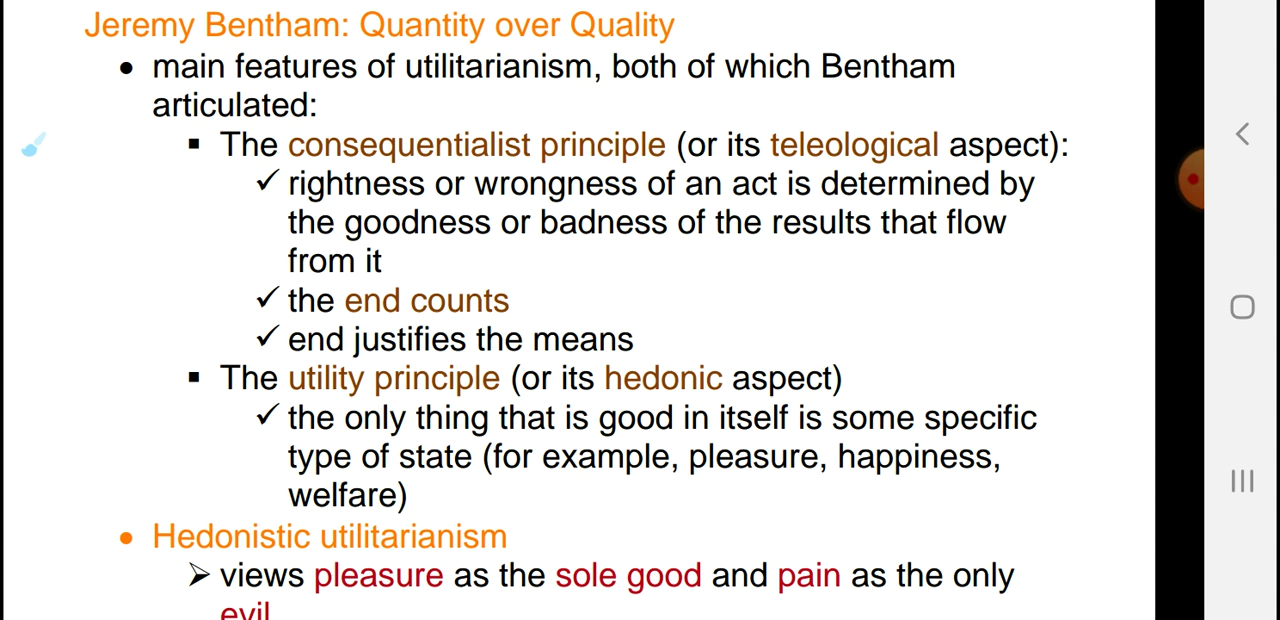 Jeremy Bentham: Quantity over Quality
• main features of utilitarianism, both of which Bentham
articulated:
▪ The consequentialist principle (or its teleological aspect):
✓ rightness or wrongness of an act is determined by
the goodness or badness of the results that flow
from it
✓ the end counts
✓ end justifies the means
▪ The utility principle (or its hedonic aspect)
✓ the only thing that is good in itself is some specific
type of state (for example, pleasure, happiness,
welfare)
• Hedonistic utilitarianism
➢ views pleasure as the sole good and pain as the only
evil